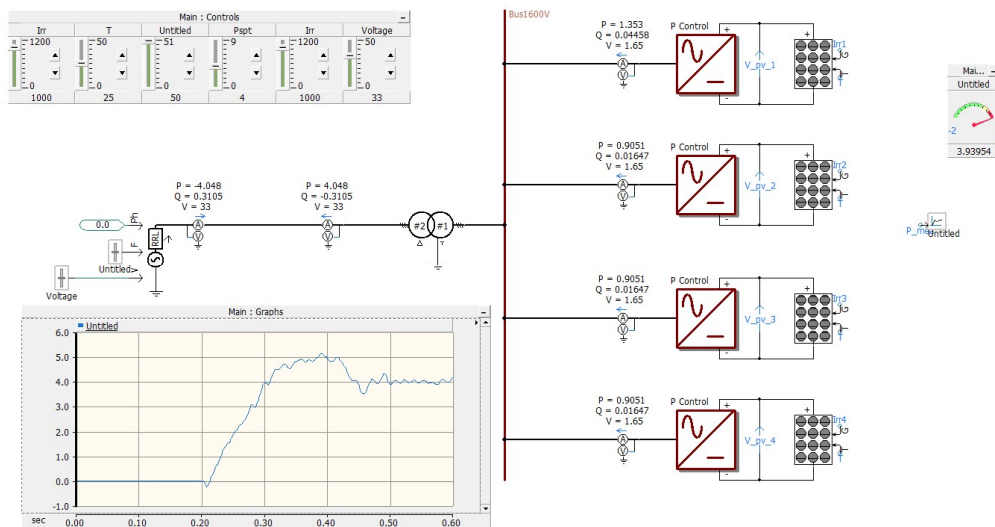 Main : Controls
Irr T Untitled Pspt Irr Voltage
1200 50 51 9 1200 50
0 0 0 0 0 0
1000 25 50 4 1000 33
Bus1600V
P = 1.353
Q = 0.04458
V = 1.65
A
V
P Control
+
-
V_pv_1
+
Irr1
G
T
Mai...
Untitled
-2
3.93954
P = 0.9051
Q = 0.01647
V = 1.65
A
V
P Control
+
-
V_pv_2
+
Irr2
G
T
P = -4.048
Q = 0.3105
V = 33
A
V
P = 4.048
Q = -0.3105
V = 33
A
V
#2 #1
Δ Y
0.0
Ph
RRL
F
Untitled
V
Voltage
Untitled
P = 0.9051
Q = 0.01647
V = 1.65
A
V
P Control
+
-
V_pv_3
+
Irr3
G
T
Main : Graphs
Untitled
6.0
5.0
4.0
3.0
2.0
1.0
0.0
-1.0
sec 0.00 0.10 0.20 0.30 0.40 0.50 0.60
P = 0.9051
Q = 0.01647
V = 1.65
A
V
P Control
+
-
V_pv_4
+
Irr4
G
T